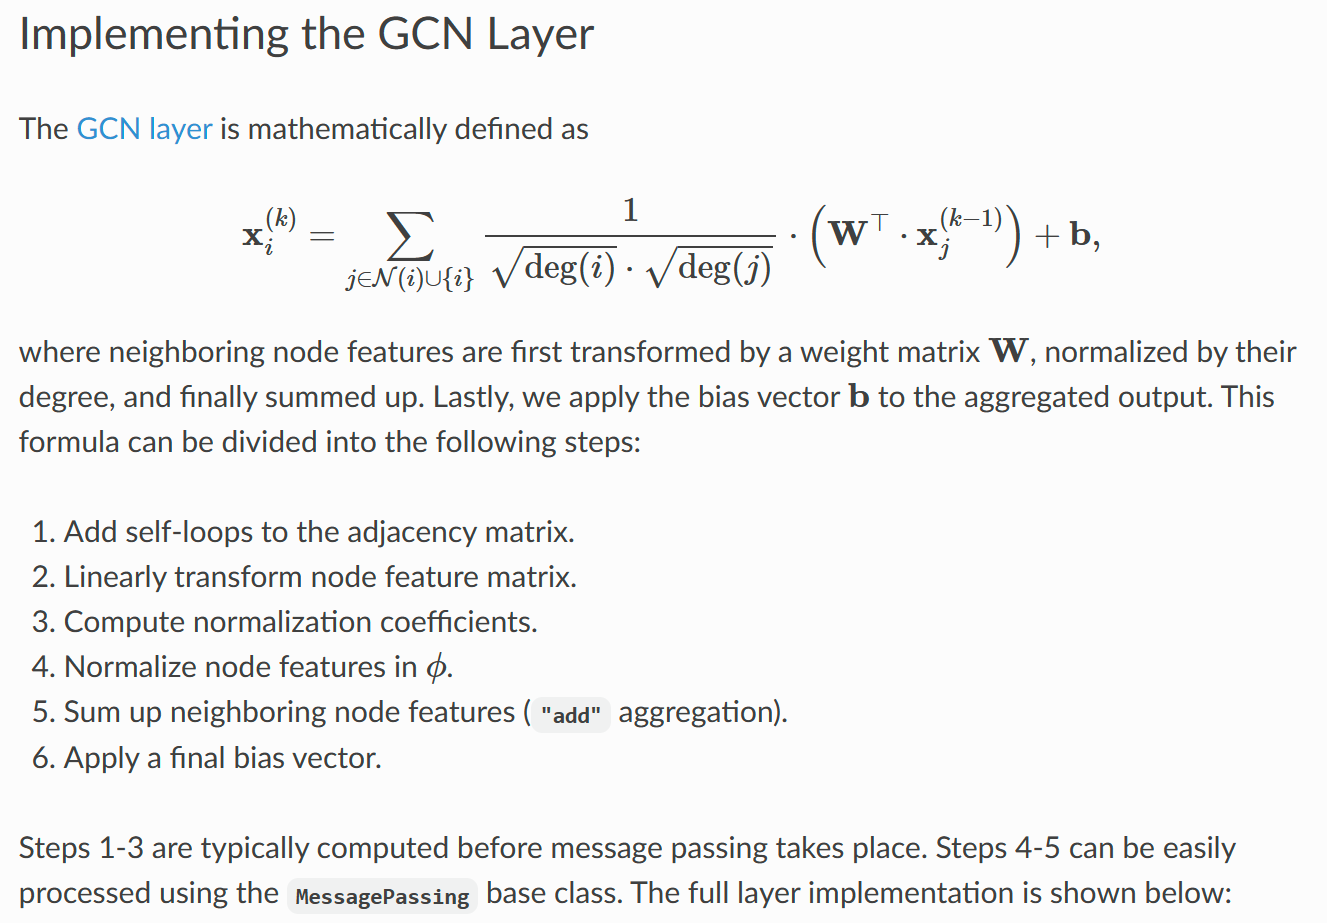 Implementing the GCN Layer
The GCN layer is mathematically defined as
$$\mathbf{x}_i^{(k)} = \sum_{j \in \mathcal{N}(i) \cup \{i\}} \frac{1}{\sqrt{\deg(i)} \cdot \sqrt{\deg(j)}} \cdot \left( \mathbf{W}^{\top} \cdot \mathbf{x}_j^{(k-1)} \right) + \mathbf{b},$$
where neighboring node features are first transformed by a weight matrix $\mathbf{W}$, normalized by their
degree, and finally summed up. Lastly, we apply the bias vector $\mathbf{b}$ to the aggregated output. This
formula can be divided into the following steps:
1. Add self-loops to the adjacency matrix.
2. Linearly transform node feature matrix.
3. Compute normalization coefficients.
4. Normalize node features in $\phi$.
5. Sum up neighboring node features ( "add" aggregation).
6. Apply a final bias vector.
Steps 1-3 are typically computed before message passing takes place. Steps 4-5 can be easily
processed using the MessagePassing base class. The full layer implementation is shown below: